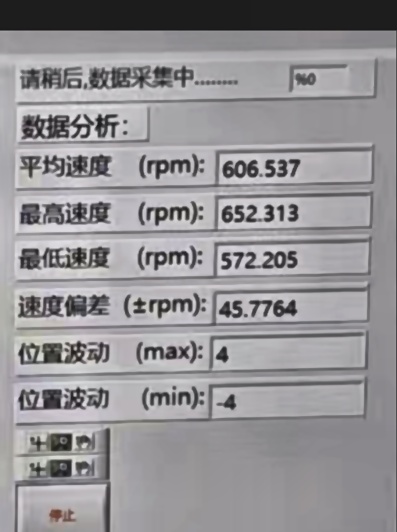 请稍后,数据采集中........ %0
数据分析:
平均速度 (rpm): 606.537
最高速度 (rpm): 652.313
最低速度 (rpm): 572.205
速度偏差 (±rpm): 45.7764
位置波动 (max): 4
位置波动 (min): -4
停止